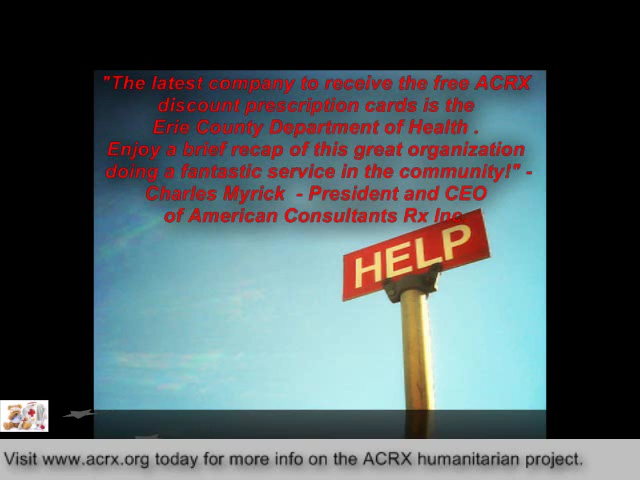 "The latest company to receive the free ACRX
discount prescription cards is the
Erie County Department of Health .
Enjoy a brief recap of this great organization
doing a fantastic service in the community!" -
Charles Myrick - President and CEO
of American Consultants Rx Inc.
HELP
Visit www.acrx.org today for more info on the ACRX humanitarian project.